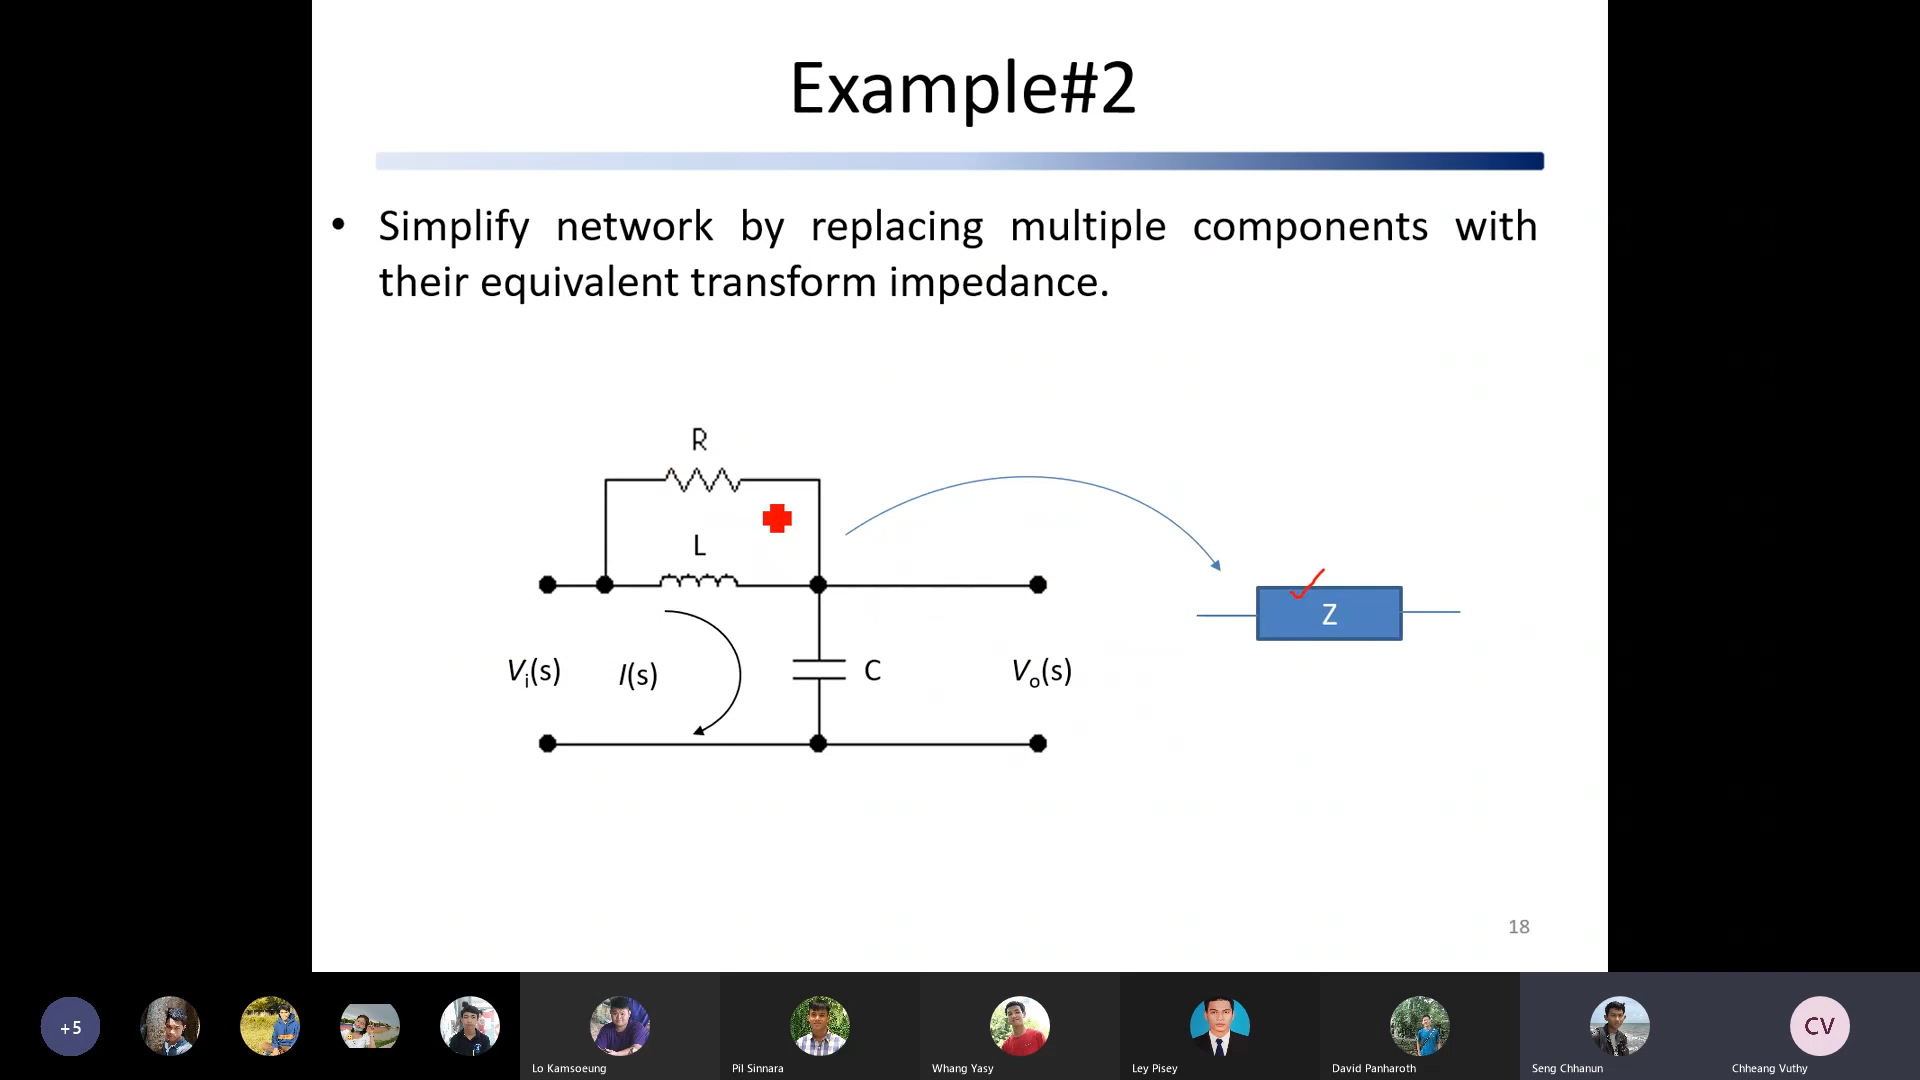 Example#2
• Simplify network by replacing multiple components with
their equivalent transform impedance.
R
L
Z
Vi(s) I(s) C Vo(s)
18
+5
CV
Lo Kamsoeung Pil Sinnara Whang Yasy Ley Pisey David Panharoth Seng Chhanun Chheang Vuthy